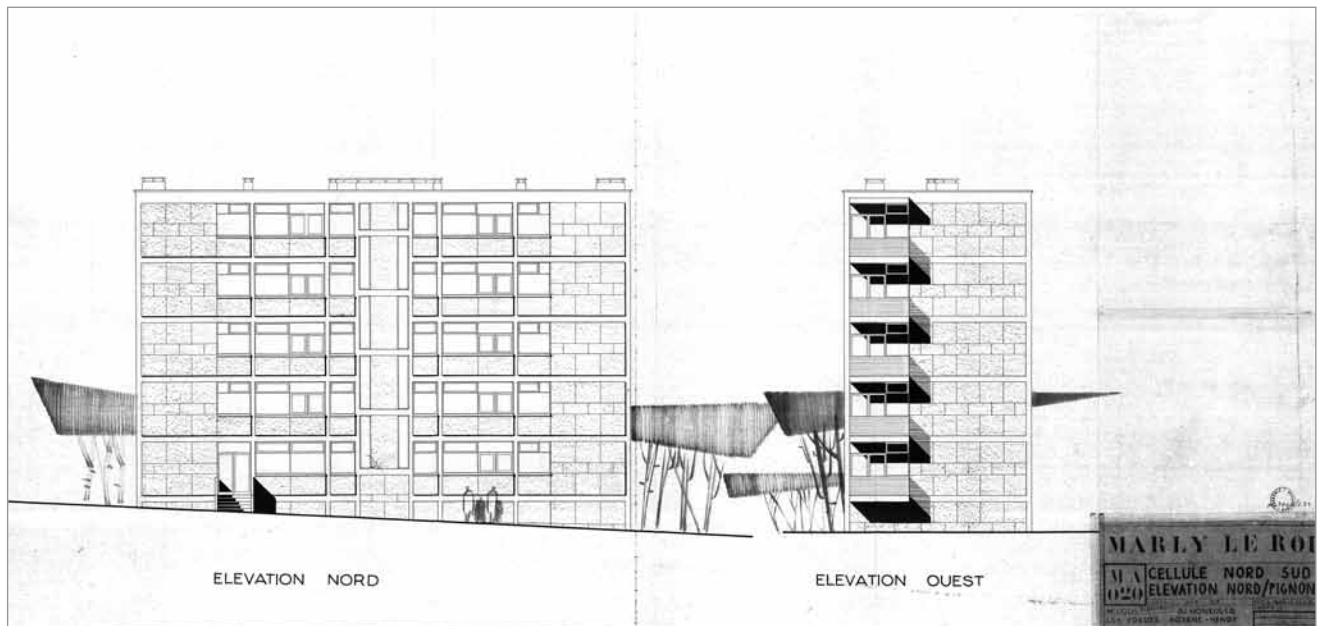 ELEVATION NORD
ELEVATION OUEST
MARLY LE ROI
MA
020
CELLULE NORD SUD
ELEVATION NORD/PIGNON